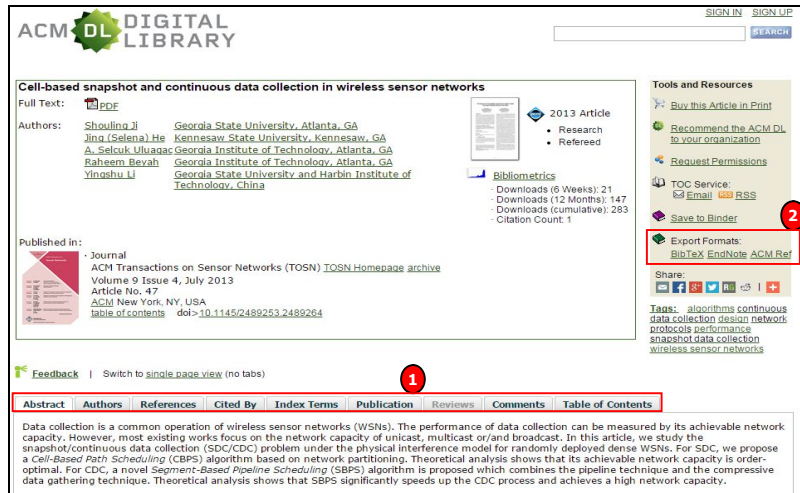 SIGN IN SIGN UP
ACM DL DIGITAL LIBRARY
SEARCH
Cell-based snapshot and continuous data collection in wireless sensor networks
Full Text: PDF
Authors: Shouling Ji Georgia State University, Atlanta, GA
Jing (Selena) He Kennesaw State University, Kennesaw, GA
A. Selcuk Uluagac Georgia Institute of Technology, Atlanta, GA
Raheem Beyah Georgia Institute of Technology, Atlanta, GA
Yingshu Li Georgia State University and Harbin Institute of
Technology, China
2013 Article
• Research
• Refereed
Bibliometrics
· Downloads (6 Weeks): 21
· Downloads (12 Months): 147
· Downloads (cumulative): 283
· Citation Count: 1
Published in:
· Journal
ACM Transactions on Sensor Networks (TOSN) TOSN Homepage archive
Volume 9 Issue 4, July 2013
Article No. 47
ACM New York, NY, USA
table of contents doi>10.1145/2489253.2489264
Tools and Resources
Buy this Article in Print
Recommend the ACM DL
to your organization
Request Permissions
TOC Service:
Email RSS RSS
Save to Binder
2
Export Formats:
BibTeX EndNote ACM Ref
Share:
Tags: algorithms continuous
data collection design network
protocols performance
snapshot data collection
wireless sensor networks
Feedback | Switch to single page view (no tabs)
1
Abstract Authors References Cited By Index Terms Publication Reviews Comments Table of Contents
Data collection is a common operation of wireless sensor networks (WSNs). The performance of data collection can be measured by its achievable network
capacity. However, most existing works focus on the network capacity of unicast, multicast or/and broadcast. In this article, we study the
snapshot/continuous data collection (SDC/CDC) problem under the physical interference model for randomly deployed dense WSNs. For SDC, we propose
a Cell-Based Path Scheduling (CBPS) algorithm based on network partitioning. Theoretical analysis shows that its achievable network capacity is order-
optimal. For CDC, a novel Segment-Based Pipeline Scheduling (SBPS) algorithm is proposed which combines the pipeline technique and the compressive
data gathering technique. Theoretical analysis shows that SBPS significantly speeds up the CDC process and achieves a high network capacity.